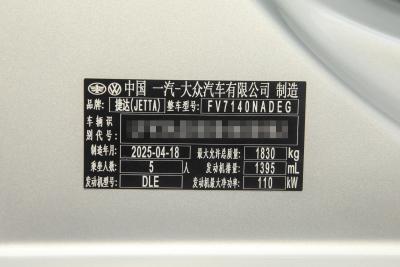 中国 一汽-大众汽车有限公司 制造
品牌: 捷达(JETTA) 整车型号: FV7140NADEG
车辆识
别代号:
制造年月: 2025-04-18 最大允许总质量: 1830 kg
乘坐人数: 5 人 发动机排量: 1395 mL
发动机型号: DLE 发动机最大净功率: 110 kW